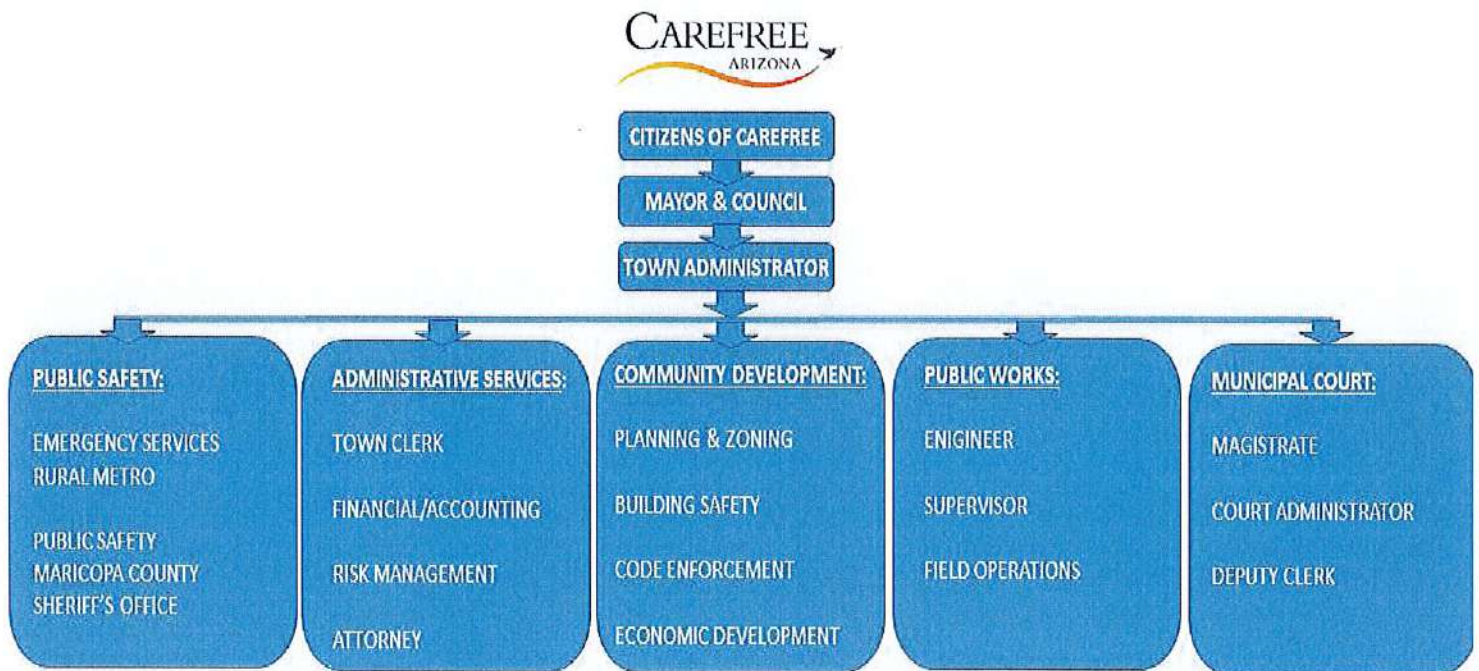 CAREFREE
ARIZONA
CITIZENS OF CAREFREE
MAYOR & COUNCIL
TOWN ADMINISTRATOR
PUBLIC SAFETY:
EMERGENCY SERVICES
RURAL METRO
PUBLIC SAFETY
MARICOPA COUNTY
SHERIFF'S OFFICE
ADMINISTRATIVE SERVICES:
TOWN CLERK
FINANCIAL/ACCOUNTING
RISK MANAGEMENT
ATTORNEY
COMMUNITY DEVELOPMENT:
PLANNING & ZONING
BUILDING SAFETY
CODE ENFORCEMENT
ECONOMIC DEVELOPMENT
PUBLIC WORKS:
ENIGINEER
SUPERVISOR
FIELD OPERATIONS
MUNICIPAL COURT:
MAGISTRATE
COURT ADMINISTRATOR
DEPUTY CLERK